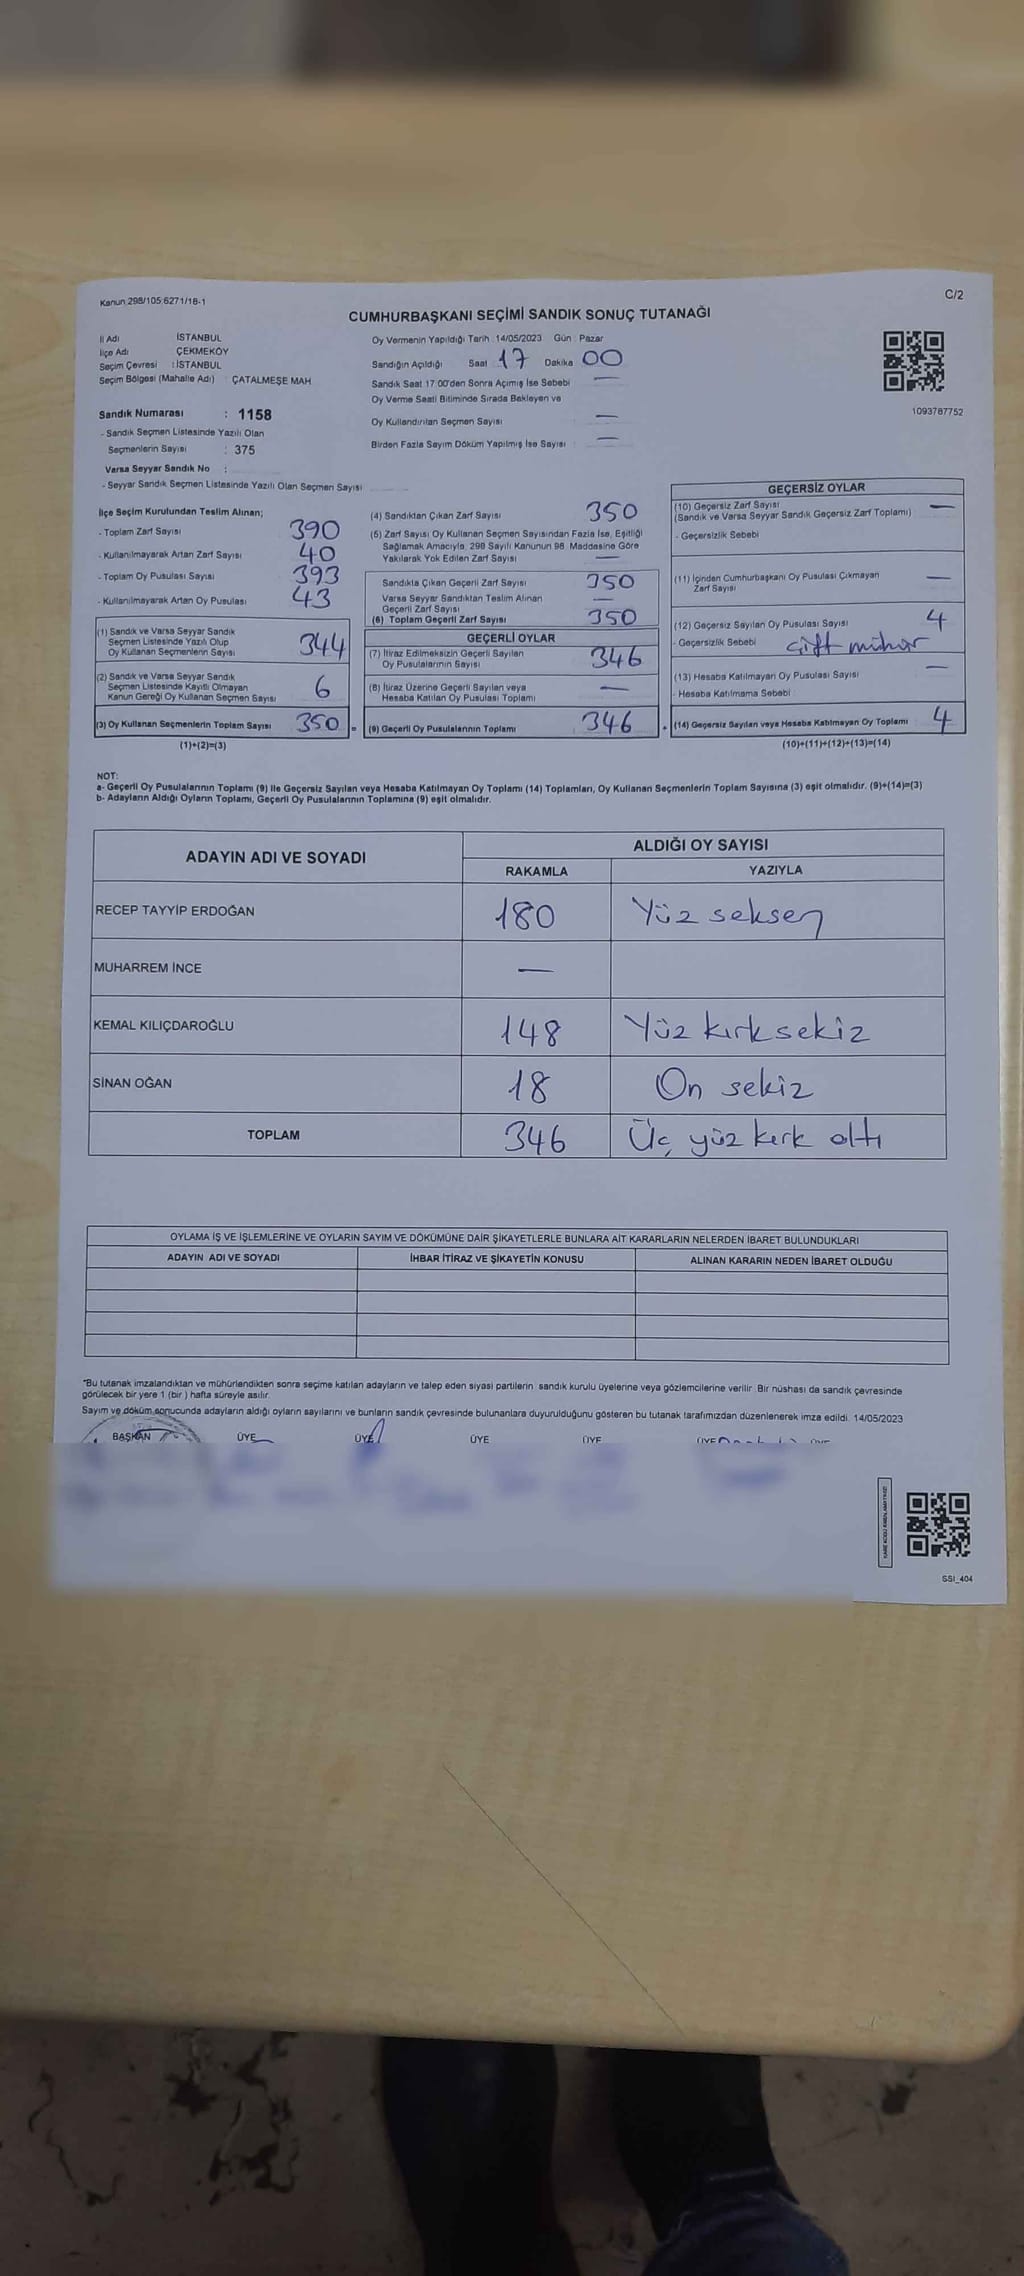 Kanun 298/105 6271/18-1
C/2
CUMHURBAŞKANI SEÇİMİ SANDIK SONUÇ TUTANAĞI
İl Adı İSTANBUL
İlçe Adı ÇEKMEKÖY
Seçim Çevresi : İSTANBUL
Seçim Bölgesi (Mahalle Adı) : ÇATALMEŞE MAH
Sandık Numarası : 1158
- Sandık Seçmen Listesinde Yazılı Olan
Seçmenlerin Sayısı : 375
Varsa Seyyar Sandık No :
- Seyyar Sandık Seçmen Listesinde Yazılı Olan Seçmen Sayısı
Oy Vermenin Yapıldığı Tarih : 14/05/2023 Gün : Pazar
Sandığın Açıldığı Saat 17 Dakika 00
Sandık Saat 17:00'den Sonra Açılmış İse Sebebi —
Oy Verme Saati Bitiminde Sırada Bekleyen ve
Oy Kullandırılan Seçmen Sayısı —
Birden Fazla Sayım Döküm Yapılmış İse Sayısı —
1093787752
İlçe Seçim Kurulundan Teslim Alınan;
- Toplam Zarf Sayısı 390
- Kullanılmayarak Artan Zarf Sayısı 40
- Toplam Oy Pusulası Sayısı 393
- Kullanılmayarak Artan Oy Pusulası 43
(1) Sandık ve Varsa Seyyar Sandık
Seçmen Listesinde Yazılı Olup
Oy Kullanan Seçmenlerin Sayısı 344
(2) Sandık ve Varsa Seyyar Sandık
Seçmen Listesinde Kayıtlı Olmayan
Kanun Gereği Oy Kullanan Seçmen Sayısı 6
(3) Oy Kullanan Seçmenlerin Toplam Sayısı 350 =
(1)+(2)=(3)
(4) Sandıktan Çıkan Zarf Sayısı 350
(5) Zarf Sayısı Oy Kullanan Seçmen Sayısından Fazla İse, Eşitliği
Sağlamak Amacıyla, 298 Sayılı Kanunun 98. Maddesine Göre
Yakılarak Yok Edilen Zarf Sayısı —
Sandıkta Çıkan Geçerli Zarf Sayısı 350
Varsa Seyyar Sandıktan Teslim Alınan
Geçerli Zarf Sayısı —
(6) Toplam Geçerli Zarf Sayısı 350
GEÇERLİ OYLAR
(7) İtiraz Edilmeksizin Geçerli Sayılan
Oy Pusulalarının Sayısı 346
(8) İtiraz Üzerine Geçerli Sayılan veya
Hesaba Katılan Oy Pusulası Toplamı —
(9) Geçerli Oy Pusulalarının Toplamı 346 +
GEÇERSİZ OYLAR
(10) Geçersiz Zarf Sayısı —
(Sandık ve Varsa Seyyar Sandık Geçersiz Zarf Toplamı)
- Geçersizlik Sebebi
(11) İçinden Cumhurbaşkanı Oy Pusulası Çıkmayan
Zarf Sayısı —
(12) Geçersiz Sayılan Oy Pusulası Sayısı 4
- Geçersizlik Sebebi çift mühür
(13) Hesaba Katılmayan Oy Pusulası Sayısı —
- Hesaba Katılmama Sebebi
(14) Geçersiz Sayılan veya Hesaba Katılmayan Oy Toplamı 4
(10)+(11)+(12)+(13)=(14)
NOT:
a- Geçerli Oy Pusulalarının Toplamı (9) ile Geçersiz Sayılan veya Hesaba Katılmayan Oy Toplamı (14) Toplamları, Oy Kullanan Seçmenlerin Toplam Sayısına (3) eşit olmalıdır. (9)+(14)=(3)
b- Adayların Aldığı Oyların Toplamı, Geçerli Oy Pusulalarının Toplamına (9) eşit olmalıdır.
ADAYIN ADI VE SOYADI
ALDIĞI OY SAYISI
RAKAMLA YAZIYLA
RECEP TAYYİP ERDOĞAN 180 Yüz seksen
MUHARREM İNCE —
KEMAL KILIÇDAROĞLU 148 Yüz kırk sekiz
SİNAN OĞAN 18 On sekiz
TOPLAM 346 Üç yüz kırk altı
OYLAMA İŞ VE İŞLEMLERİNE VE OYLARIN SAYIM VE DÖKÜMÜNE DAİR ŞİKAYETLERLE BUNLARA AİT KARARLARIN NELERDEN İBARET BULUNDUKLARI
ADAYIN ADI VE SOYADI İHBAR İTİRAZ VE ŞİKAYETİN KONUSU ALINAN KARARIN NEDEN İBARET OLDUĞU
*Bu tutanak imzalandıktan ve mühürlendikten sonra seçime katılan adayların ve talep eden siyasi partilerin sandık kurulu üyelerine veya gözlemcilerine verilir. Bir nüshası da sandık çevresinde
görülecek bir yere 1 (bir ) hafta süreyle asılır.
Sayım ve döküm sonucunda adayların aldığı oyların sayılarını ve bunların sandık çevresinde bulunanlara duyurulduğunu gösteren bu tutanak tarafımızdan düzenlenerek imza edildi. 14/05/2023
BAŞKAN ÜYE ÜYE ÜYE ÜYE ÜYE ÜYE
SSI_404